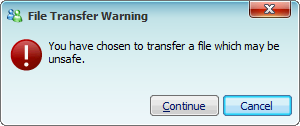 File Transfer Warning
You have chosen to transfer a file which may be
unsafe.
Continue
Cancel